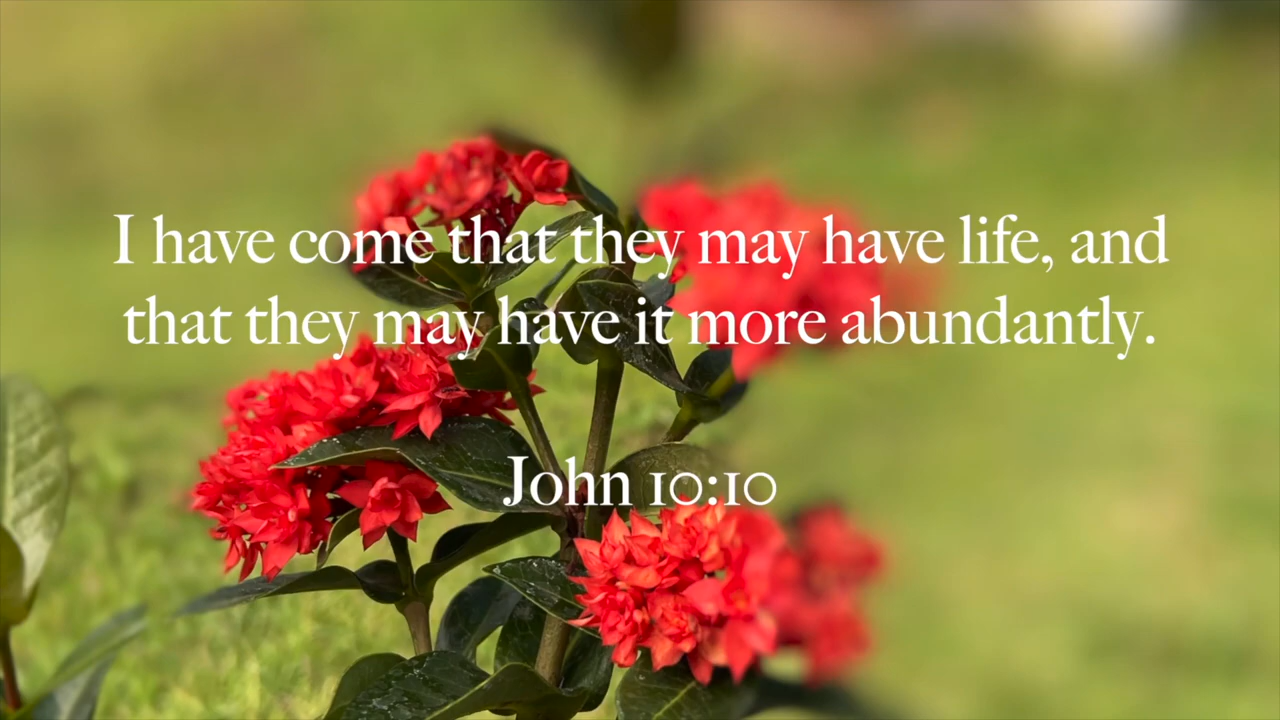 I have come that they may have life, and
that they may have it more abundantly.
John 10:10